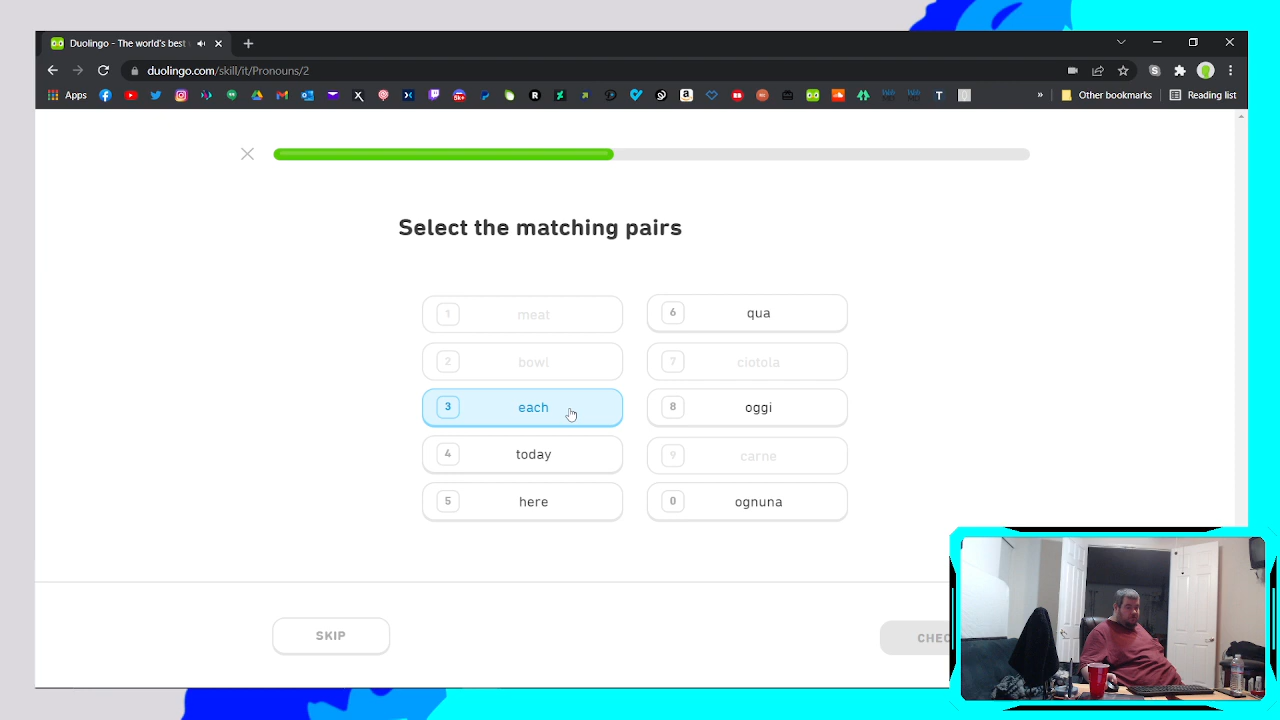 Duolingo - The world's best
duolingo.com/skill/it/Pronouns/2
Apps
Other bookmarks
Reading list
Select the matching pairs
1 meat
6 qua
2 bowl
7 ciotola
3 each
8 oggi
4 today
9 carne
5 here
0 ognuna
SKIP
CHEC